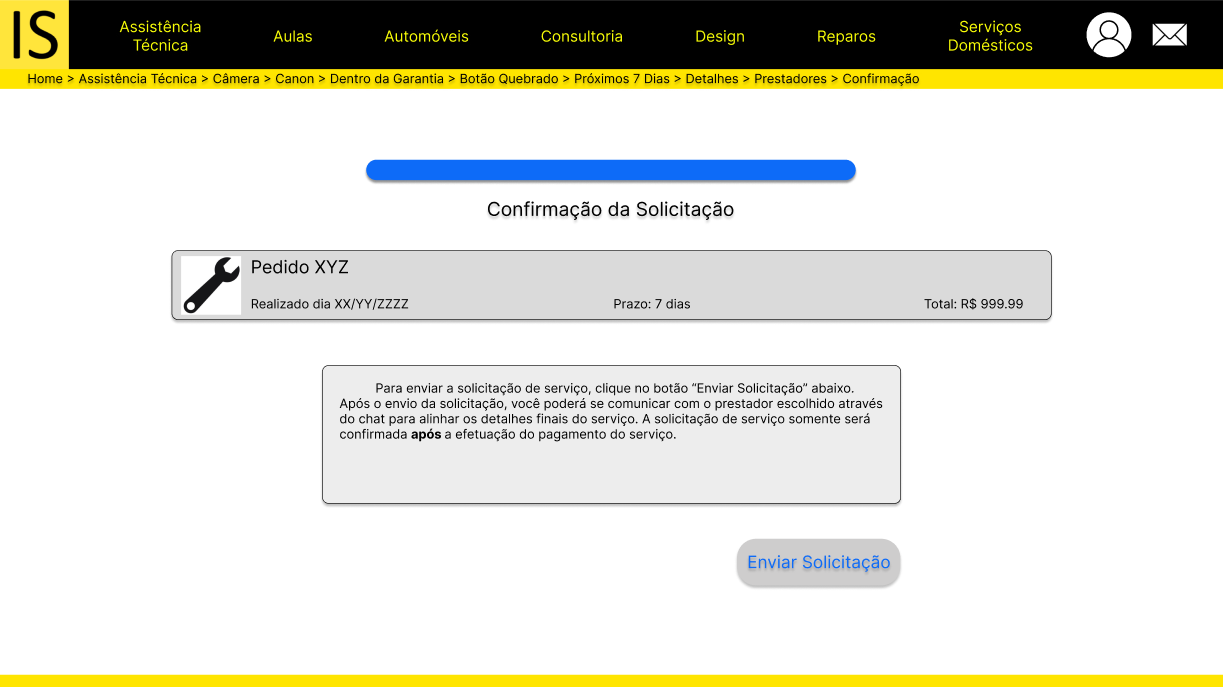 IS
Assistência
Técnica
Aulas
Automóveis
Consultoria
Design
Reparos
Serviços
Domésticos
Home > Assistência Técnica > Câmera > Canon > Dentro da Garantia > Botão Quebrado > Próximos 7 Dias > Detalhes > Prestadores > Confirmação
Confirmação da Solicitação
Pedido XYZ
Realizado dia XX/YY/ZZZZ
Prazo: 7 dias
Total: R$ 999.99
Para enviar a solicitação de serviço, clique no botão “Enviar Solicitação” abaixo.
Após o envio da solicitação, você poderá se comunicar com o prestador escolhido através
do chat para alinhar os detalhes finais do serviço. A solicitação de serviço somente será
confirmada após a efetuação do pagamento do serviço.
Enviar Solicitação